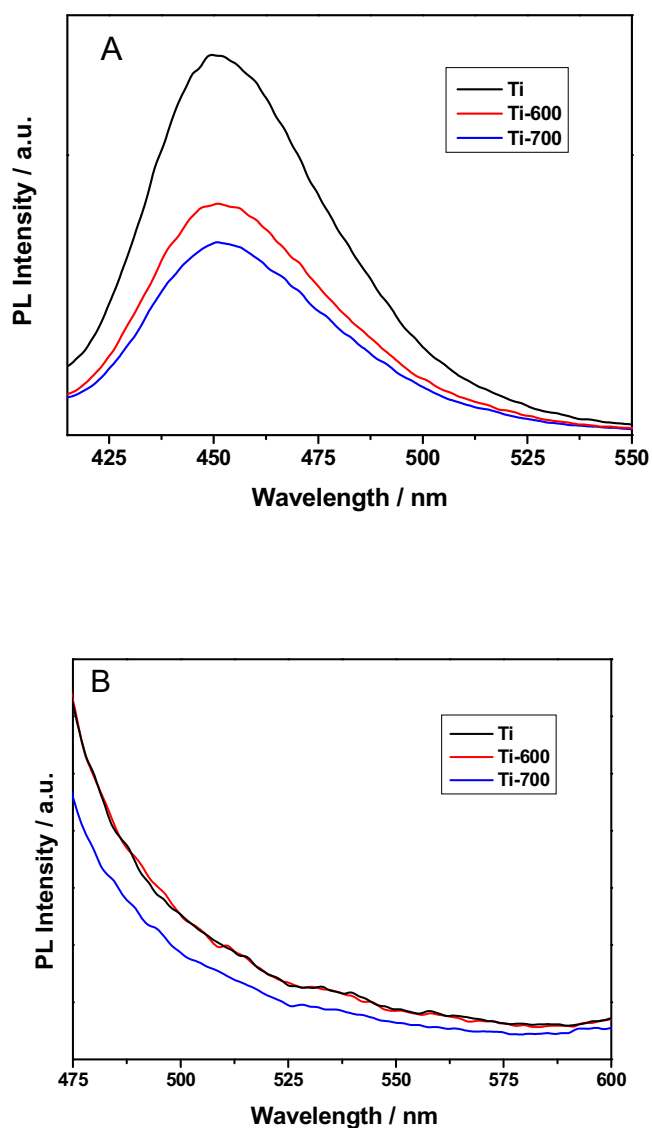 A
Ti
Ti-600
Ti-700
PL Intensity / a.u.
425 450 475 500 525 550
Wavelength / nm
B
Ti
Ti-600
Ti-700
PL Intensity / a.u.
475 500 525 550 575 600
Wavelength / nm